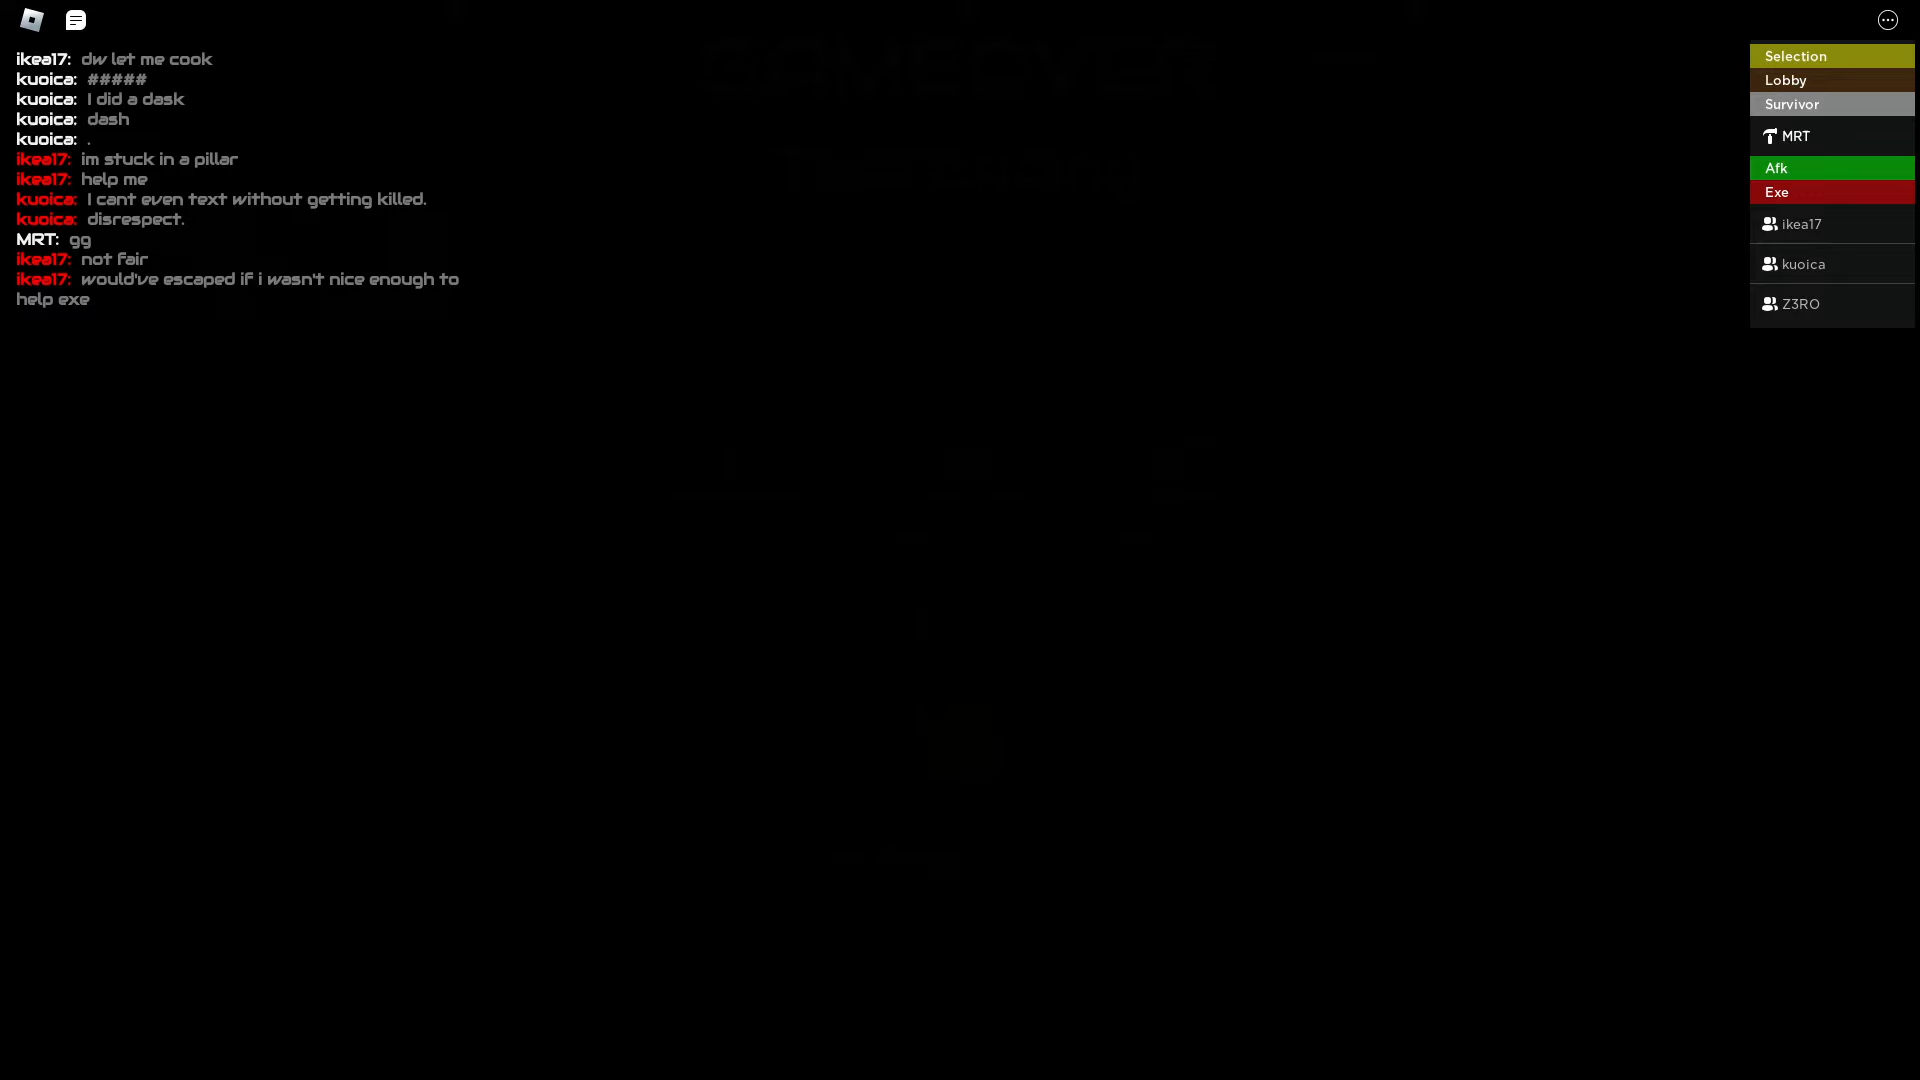 ikea17: dw let me cook
kuoica: #####
kuoica: I did a dask
kuoica: dash
kuoica: .
ikea17: im stuck in a pillar
ikea17: help me
kuoica: I cant even text without getting killed.
kuoica: disrespect.
MRT: gg
ikea17: not fair
ikea17: would've escaped if i wasn't nice enough to
help exe
Selection
Lobby
Survivor
MRT
Afk
Exe
ikea17
kuoica
Z3RO